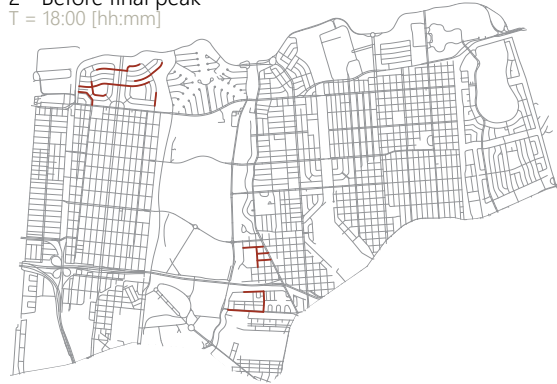 2 - Before final peak
T = 18:00 [hh:mm]